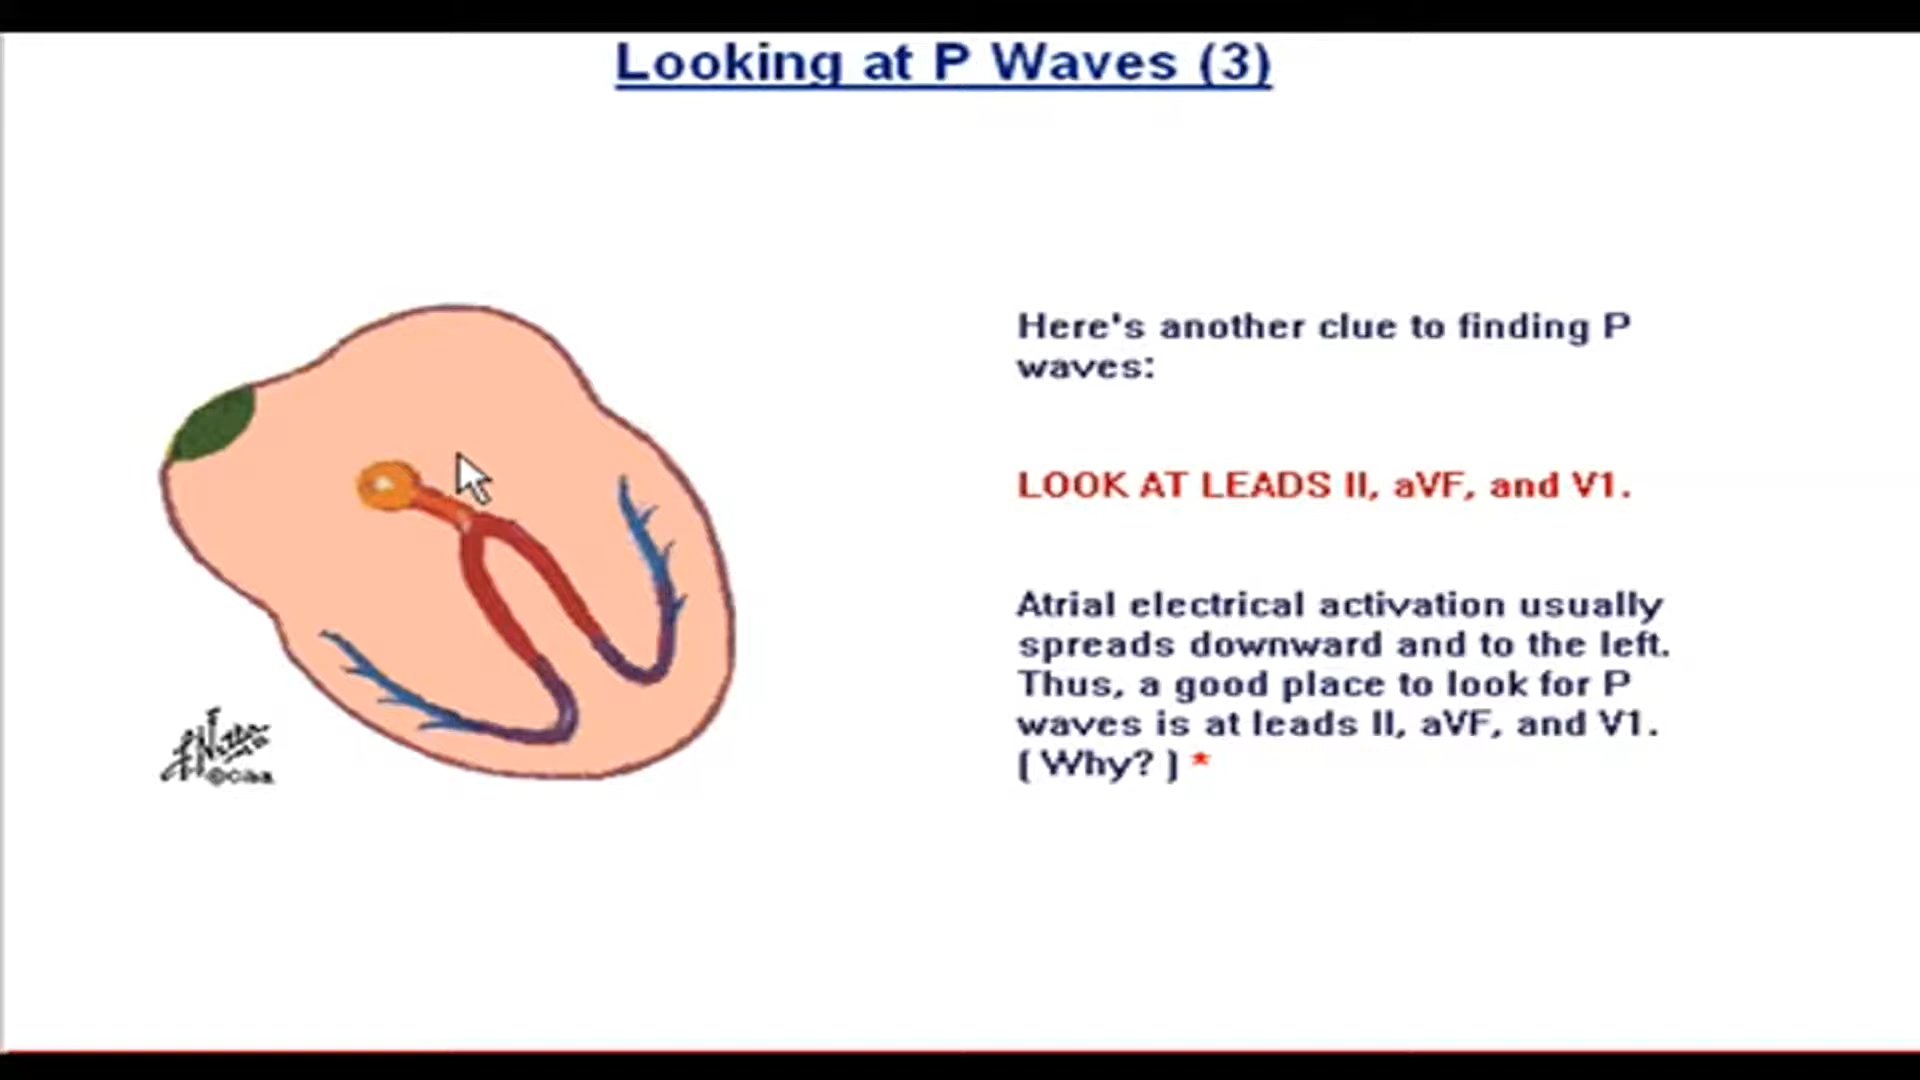 Looking at P Waves (3)
Here's another clue to finding P
waves:
LOOK AT LEADS II, aVF, and V1.
Atrial electrical activation usually
spreads downward and to the left.
Thus, a good place to look for P
waves is at leads II, aVF, and V1.
( Why? ) *